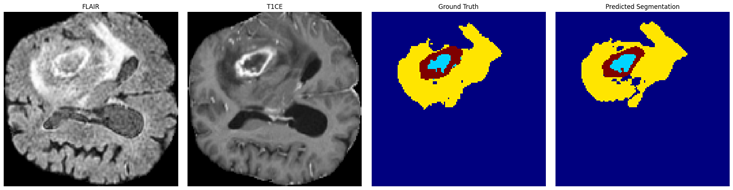 FLAIR
T1CE
Ground Truth
Predicted Segmentation